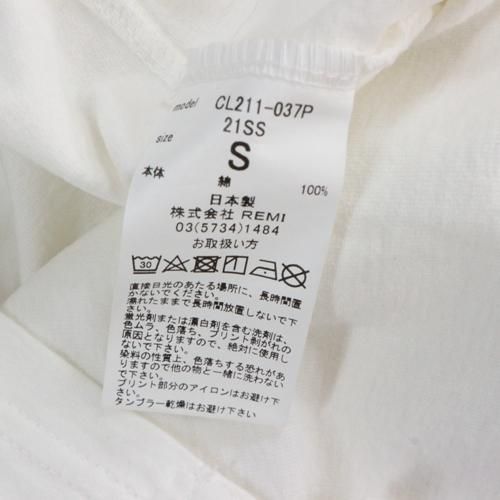 model CL211-037P
21SS
size S
本体 綿 100%
日本製
株式会社 REMI
03(5734)1484
お取扱い方
30
直接日光のあたる場所に、長時間置
かないでください。
濡れたままで長時間放置しないで下
さい。
蛍光剤または漂白剤を含む洗剤は、
色ムラ、色落ち、プリント剥がれの
原因となりますので、絶対に使用し
ないで下さい。
染料の性質上、色落ちする恐れがあ
りますので他の物と一緒に洗わない
で下さい。
プリント部分のアイロンはお避け下
さい。
タンブラー乾燥はお避け下さい